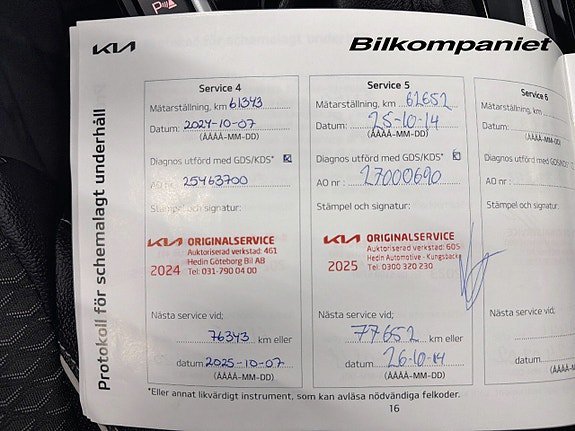 KIA
Bilkompaniet
Protokoll för schemalagt underhåll
Service 4
Mätarställning, km 61343
Datum: 2024-10-07
(ÅÅÅÅ-MM-DD)
Diagnos utförd med GDS/KDS*
AO nr: 25463700
Stämpel och signatur:
KIA ORIGINALSERVICE
Auktoriserad verkstad: 461
Hedin Göteborg Bil AB
2024 Tel: 031-790 04 00
Nästa service vid;
76343 km eller
datum 2025-10-07
(ÅÅÅÅ-MM-DD)
Service 5
Mätarställning, km 62652
Datum: 25-10-14
(ÅÅÅÅ-MM-DD)
Diagnos utförd med GDS/KDS*
AO nr: 27000690
Stämpel och signatur:
KIA ORIGINALSERVICE
Auktoriserad verkstad: 605
Hedin Automotive - Kungsbacka
2025 Tel: 0300 320 230
Nästa service vid;
77652 km eller
datum 26-10-14
(ÅÅÅÅ-MM-DD)
Service 6
Mätarställning, km
Datum:
(ÅÅÅÅ-MM-DD)
Diagnos utförd med GDS/KDS
AO nr:
Stämpel och signatur:
Nästa service vid;
datum
(ÅÅÅÅ-MM-DD)
*Eller annat likvärdigt instrument, som kan avläsa nödvändiga felkoder.
16